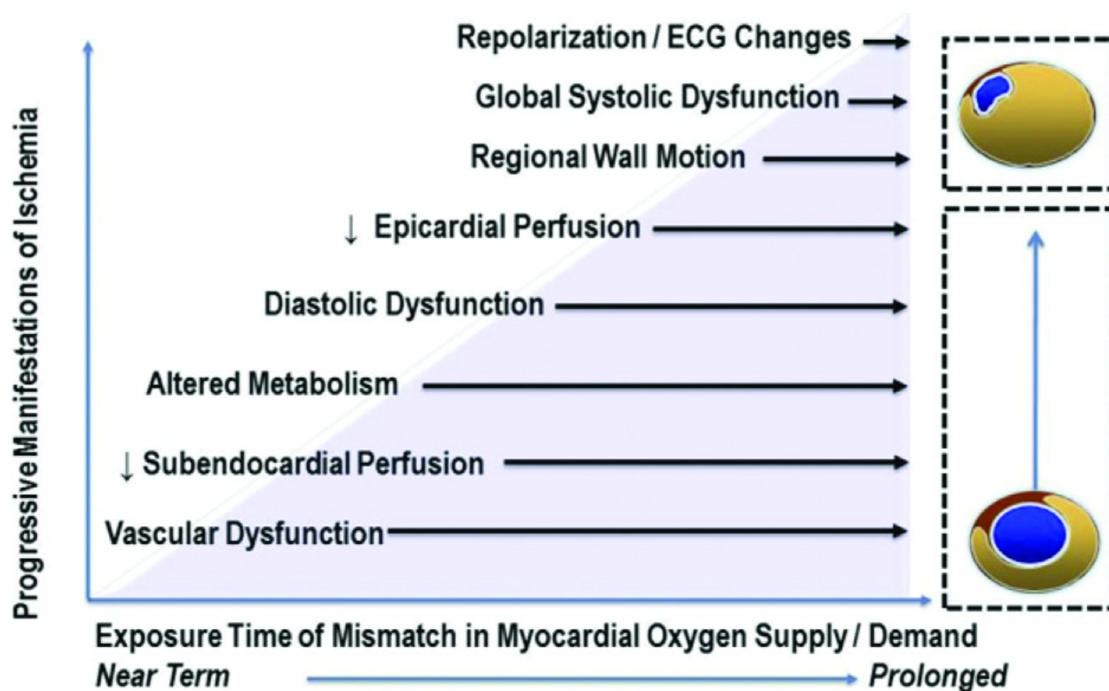 Repolarization / ECG Changes
Global Systolic Dysfunction
Regional Wall Motion
↓ Epicardial Perfusion
Diastolic Dysfunction
Altered Metabolism
↓ Subendocardial Perfusion
Vascular Dysfunction
Progressive Manifestations of Ischemia
Exposure Time of Mismatch in Myocardial Oxygen Supply / Demand
Near Term Prolonged